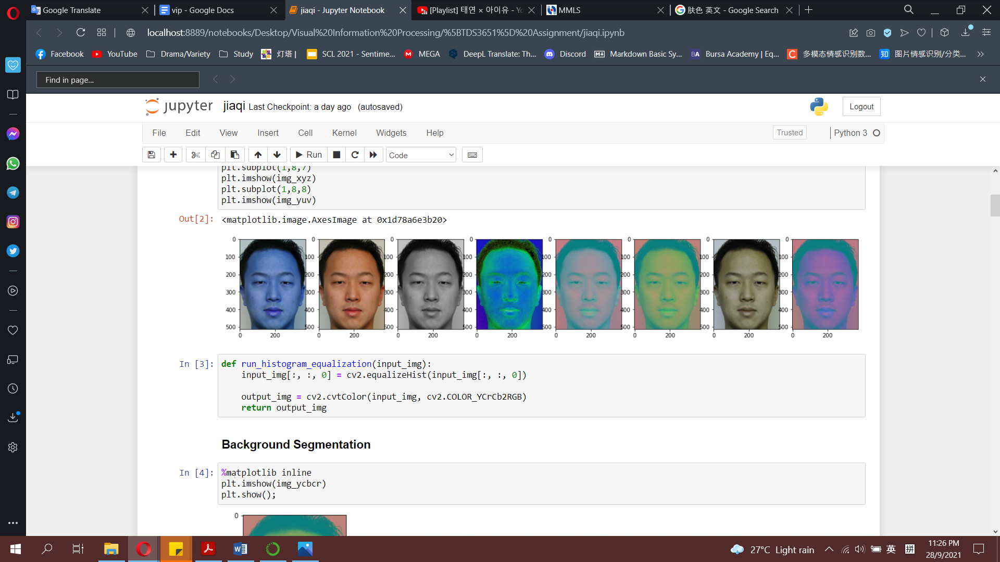 Google Translate
vip - Google Docs
jiaqi - Jupyter Notebook
[Playlist] 태연 × 아이유 - Yo
MMLS
肤色 英文 - Google Search
localhost:8889/notebooks/Desktop/Visual%20Information%20Processing/%5BTDS3651%5D%20Assignment/jiaqi.ipynb
Facebook
YouTube
Drama/Variety
Study
灯塔 |
SCL 2021 - Sentime...
MEGA
DeepL Translate: Th...
Discord
Markdown Basic Sy...
BA Bursa Academy | Eq...
多模态情感识别数...
知 图片情感识别/分类...
Find in page...
jupyter jiaqi Last Checkpoint: a day ago (autosaved)
Logout
File Edit View Insert Cell Kernel Widgets Help
Trusted
Python 3
Run
Code
plt.subplot(1,8,7)
plt.imshow(img_xyz)
plt.subplot(1,8,8)
plt.imshow(img_yuv)
Out[2]: <matplotlib.image.AxesImage at 0x1d78a6e3b20>
0 0 0 0 0 0 0 0
100 100 100 100 100 100 100 100
200 200 200 200 200 200 200 200
300 300 300 300 300 300 300 300
400 400 400 400 400 400 400 400
500 500 500 500 500 500 500 500
0 200 0 200 0 200 0 200 0 200 0 200 0 200 0 200
In [3]: def run_histogram_equalization(input_img):
input_img[:, :, 0] = cv2.equalizeHist(input_img[:, :, 0])
output_img = cv2.cvtColor(input_img, cv2.COLOR_YCrCb2RGB)
return output_img
Background Segmentation
In [4]: %matplotlib inline
plt.imshow(img_ycbcr)
plt.show();
0
27°C Light rain
英
拼
11:26 PM
28/9/2021